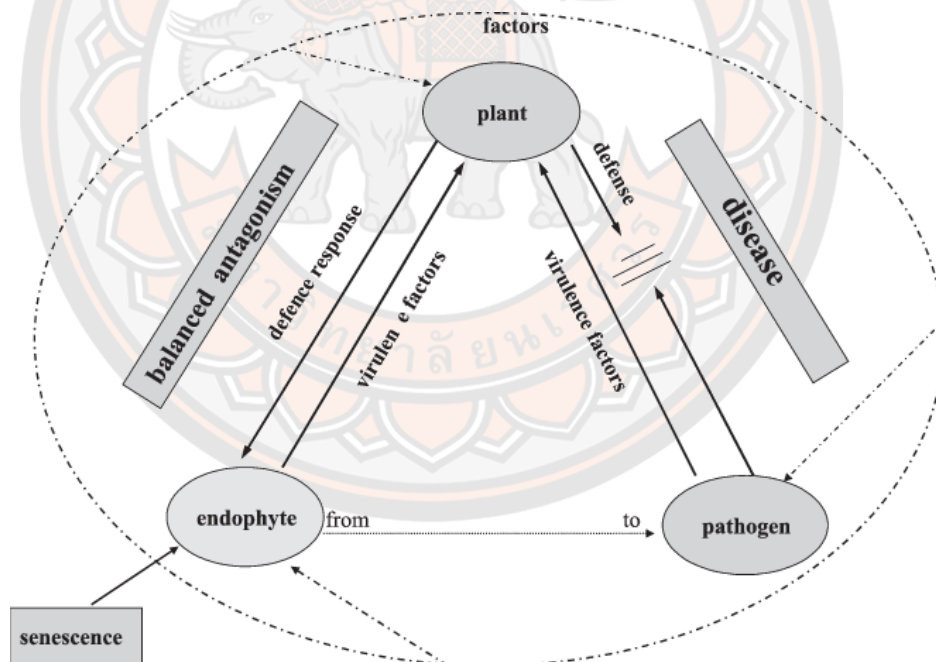 factors
plant
balanced antagonism
defence response
virulen e factors
virulence factors
defense
disease
endophyte
from
to
pathogen
senescence